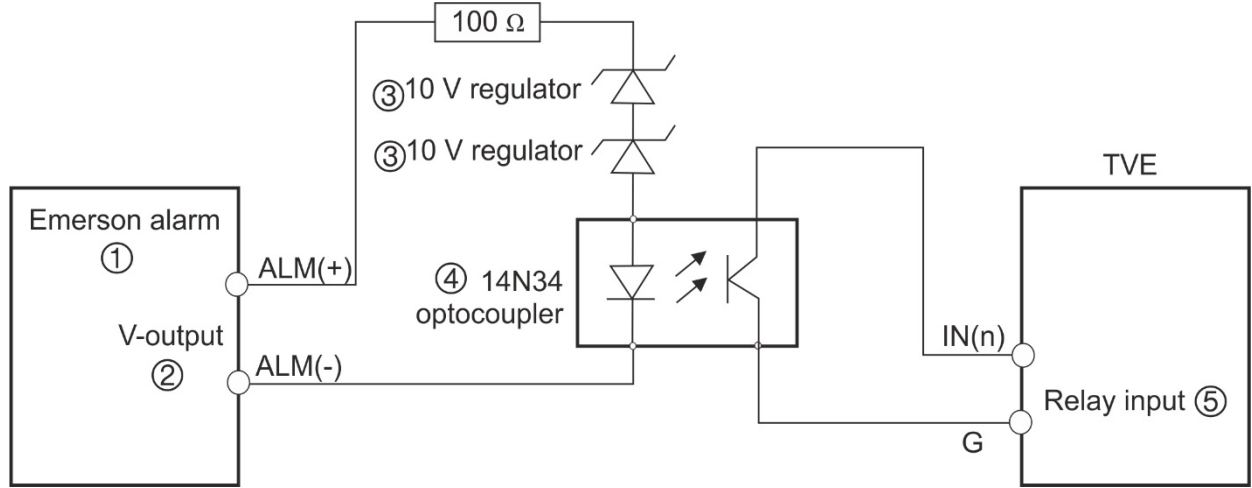 100 Ω
③10 V regulator
③10 V regulator
TVE
Emerson alarm
①
ALM(+)
④ 14N34
optocoupler
V-output
②
ALM(-)
IN(n)
Relay input ⑤
G